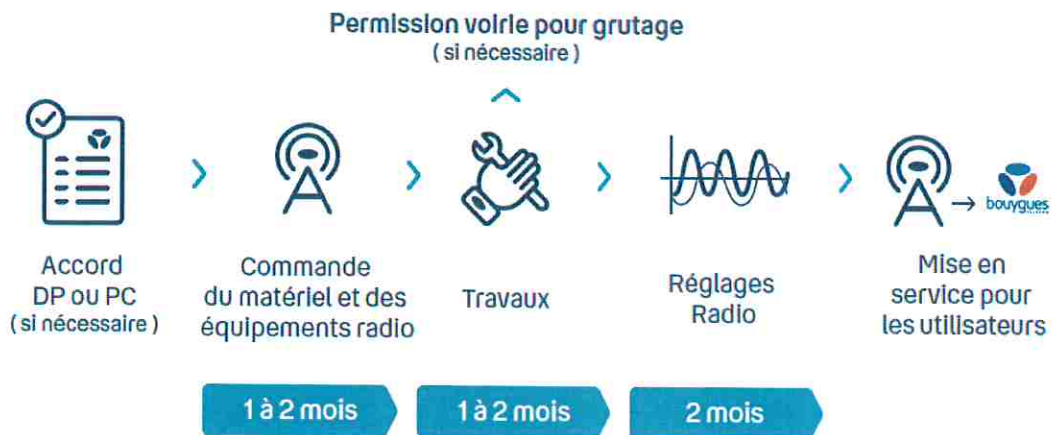 Permission voirie pour grutage
( si nécessaire )
Accord
DP ou PC
( si nécessaire )
Commande
du matériel et des
équipements radio
Travaux
Réglages
Radio
bouygues
Mise en
service pour
les utilisateurs
1 à 2 mois
1 à 2 mois
2 mois